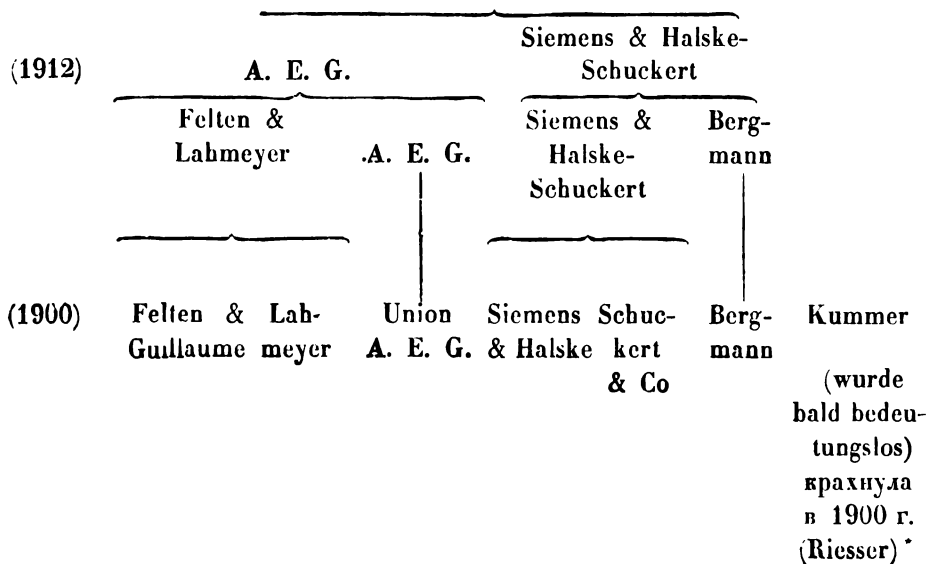 Siemens & Halske-
(1912) A. E. G. Schuckert
Felten & Siemens & Berg-
Lahmeyer A. E. G. Halske- mann
Schuckert
(1900) Felten & Lah- Union Siemens Schuc- Berg- Kummer
Guillaume meyer A. E. G. & Halske kert mann
& Co (wurde
bald bedeu-
tungslos)
крахнула
в 1900 г.
(Riesser) *